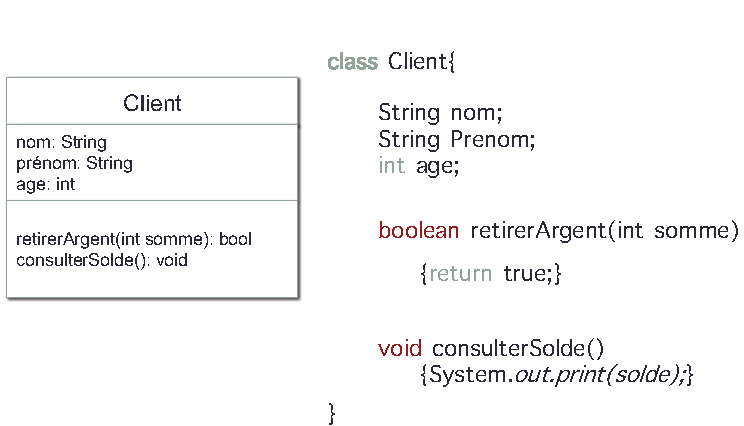 Client
nom: String
prénom: String
age: int
retirerArgent(int somme): bool
consulterSolde(): void
class Client{
String nom;
String Prenom;
int age;
boolean retirerArgent(int somme)
{return true;}
void consulterSolde()
{System.out.print(solde);}
}